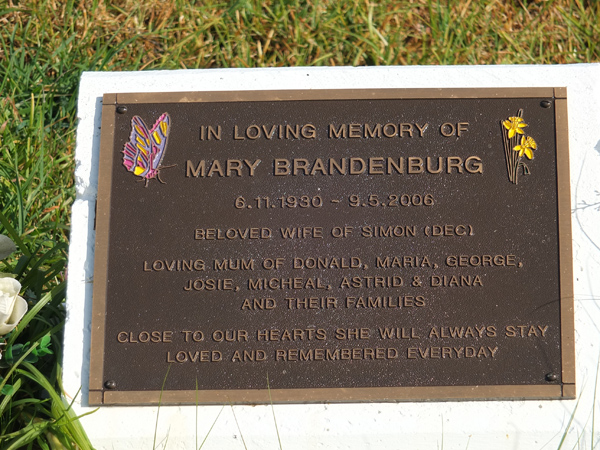 IN LOVING MEMORY OF
MARY BRANDENBURG
6.11.1930 ~ 9.5.2006
BELOVED WIFE OF SIMON (DEC)
LOVING MUM OF DONALD, MARIA, GEORGE,
JOSIE, MICHEAL, ASTRID & DIANA
AND THEIR FAMILIES
CLOSE TO OUR HEARTS SHE WILL ALWAYS STAY
LOVED AND REMEMBERED EVERYDAY